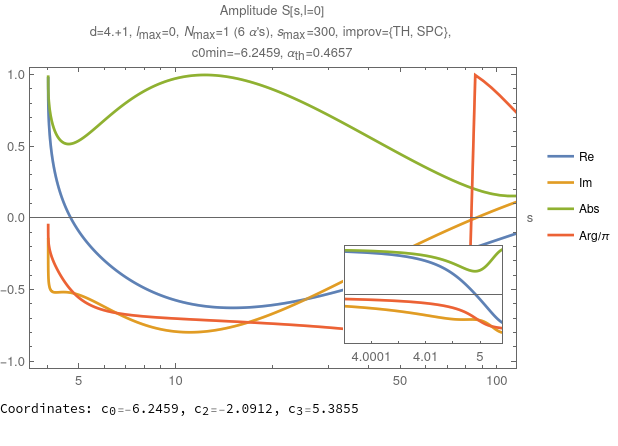 Amplitude S[s,l=0]
d=4.+1, lmax=0, Nmax=1 (6 α's), smax=300, improv={TH, SPC},
c0min=−6.2459, αth=0.4657
1.0
0.5
0.0
−0.5
−1.0
5
10
50
100
s
4.0001
4.01
5
Re
Im
Abs
Arg/π
Coordinates: c0=−6.2459, c2=−2.0912, c3=5.3855